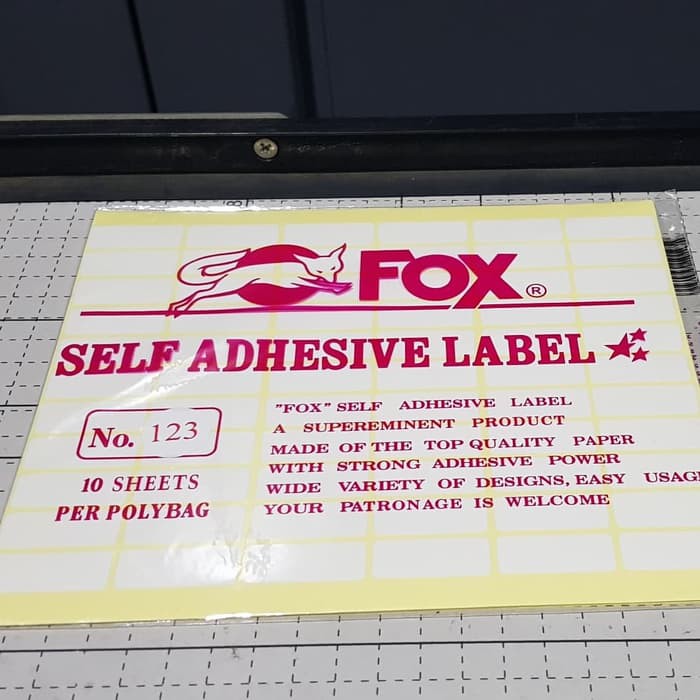 FOX ®
SELF ADHESIVE LABEL
No. 123
10 SHEETS
PER POLYBAG
"FOX" SELF ADHESIVE LABEL
A SUPEREMINENT PRODUCT
MADE OF THE TOP QUALITY PAPER
WITH STRONG ADHESIVE POWER
WIDE VARIETY OF DESIGNS, EASY
YOUR PATRONAGE IS WELCOME